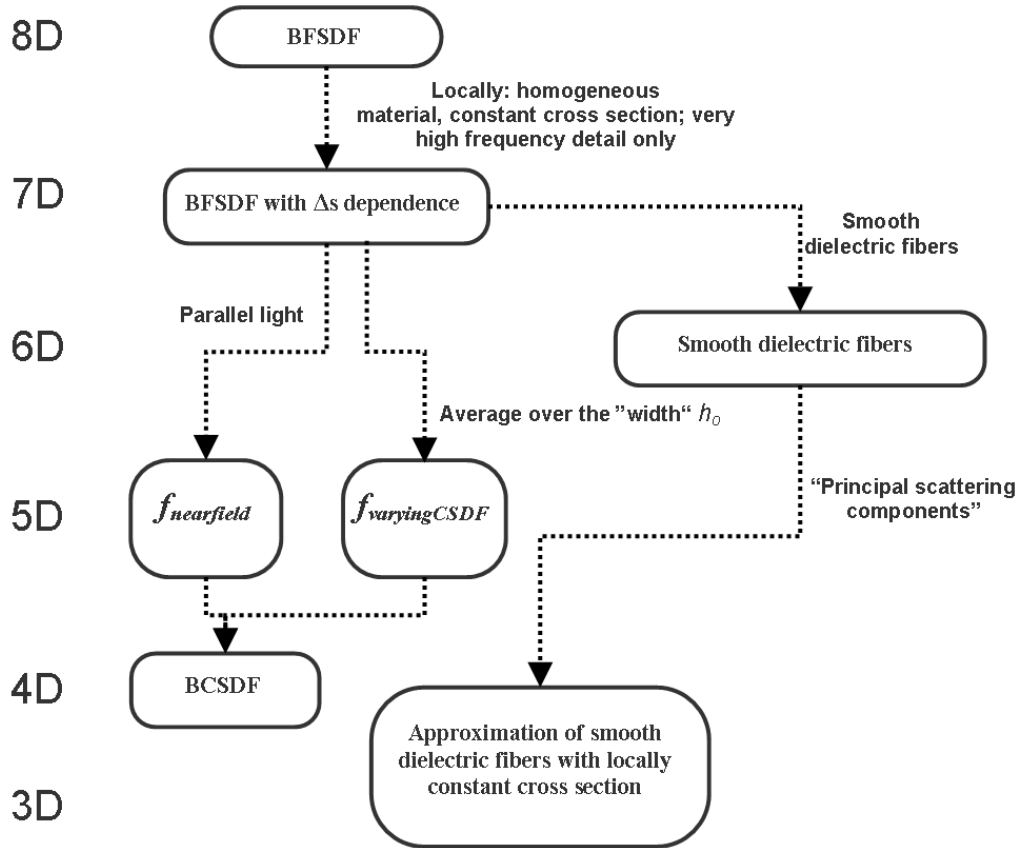 8D
BFSDF
Locally: homogeneous
material, constant cross section; very
high frequency detail only
7D
BFSDF with Δs dependence
Smooth
dielectric fibers
Parallel light
6D
Smooth dielectric fibers
Average over the ”width“ h₀
5D
f nearfield
f varyingCSDF
“Principal scattering
components”
4D
BCSDF
Approximation of smooth
dielectric fibers with locally
constant cross section
3D